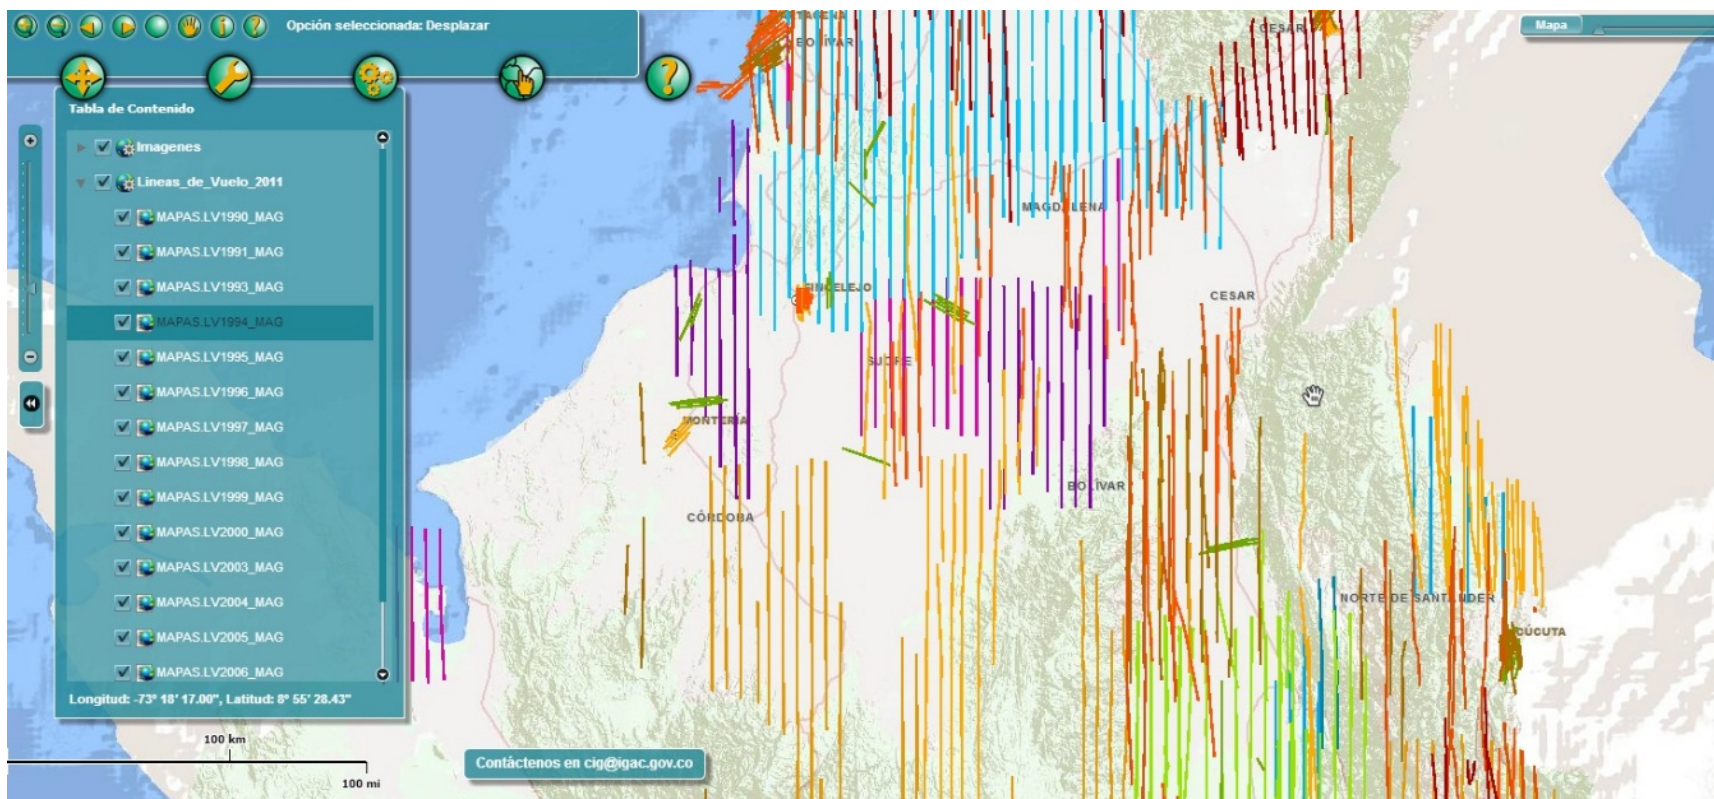 Opción seleccionada: Desplazar
Mapa
Tabla de Contenido
Imagenes
Lineas_de_Vuelo_2011
MAPAS.LV1990_MAG
MAPAS.LV1991_MAG
MAPAS.LV1993_MAG
MAPAS.LV1994_MAG
MAPAS.LV1995_MAG
MAPAS.LV1996_MAG
MAPAS.LV1997_MAG
MAPAS.LV1998_MAG
MAPAS.LV1999_MAG
MAPAS.LV2000_MAG
MAPAS.LV2003_MAG
MAPAS.LV2004_MAG
MAPAS.LV2005_MAG
MAPAS.LV2006_MAG
Longitud: -73° 18' 17.00", Latitud: 8° 55' 28.43"
100 km
100 mi
Contáctenos en cig@igac.gov.co
BOLÍVAR
CESAR
MAGDALENA
SINCELEJO
CESAR
SUCRE
MONTERÍA
BOLÍVAR
CÓRDOBA
NORTE DE SANTANDER
CÚCUTA